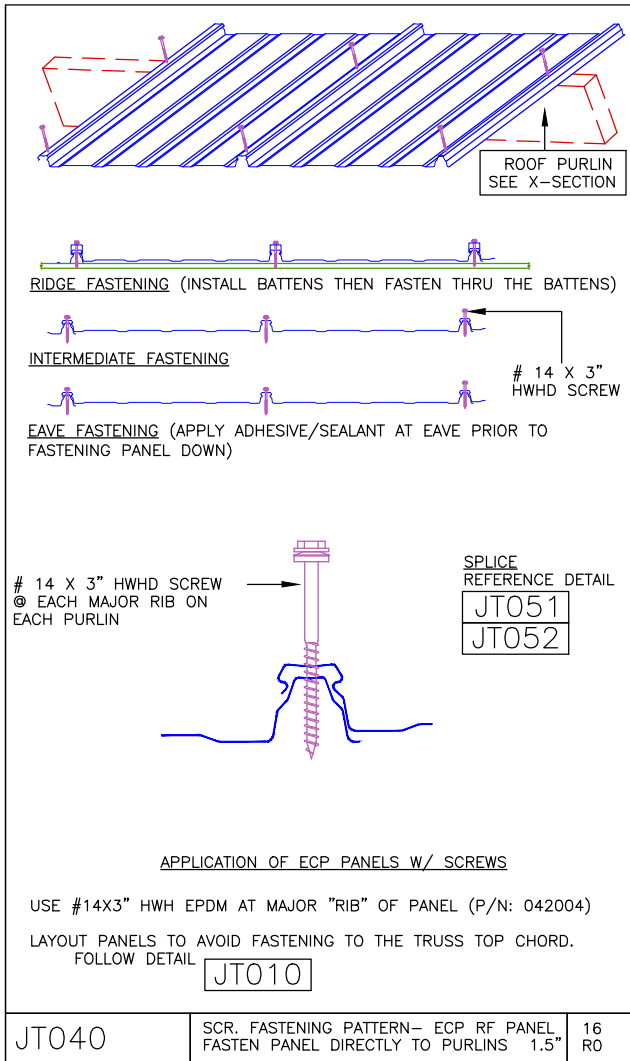 ROOF PURLIN
SEE X-SECTION
RIDGE FASTENING (INSTALL BATTENS THEN FASTEN THRU THE BATTENS)
INTERMEDIATE FASTENING
# 14 X 3"
HWHD SCREW
EAVE FASTENING (APPLY ADHESIVE/SEALANT AT EAVE PRIOR TO
FASTENING PANEL DOWN)
# 14 X 3" HWHD SCREW
@ EACH MAJOR RIB ON
EACH PURLIN
SPLICE
REFERENCE DETAIL
JT051
JT052
APPLICATION OF ECP PANELS W/ SCREWS
USE #14X3" HWH EPDM AT MAJOR "RIB" OF PANEL (P/N: 042004)
LAYOUT PANELS TO AVOID FASTENING TO THE TRUSS TOP CHORD.
FOLLOW DETAIL JT010
JT040
SCR. FASTENING PATTERN- ECP RF PANEL
FASTEN PANEL DIRECTLY TO PURLINS 1.5"
16
R0